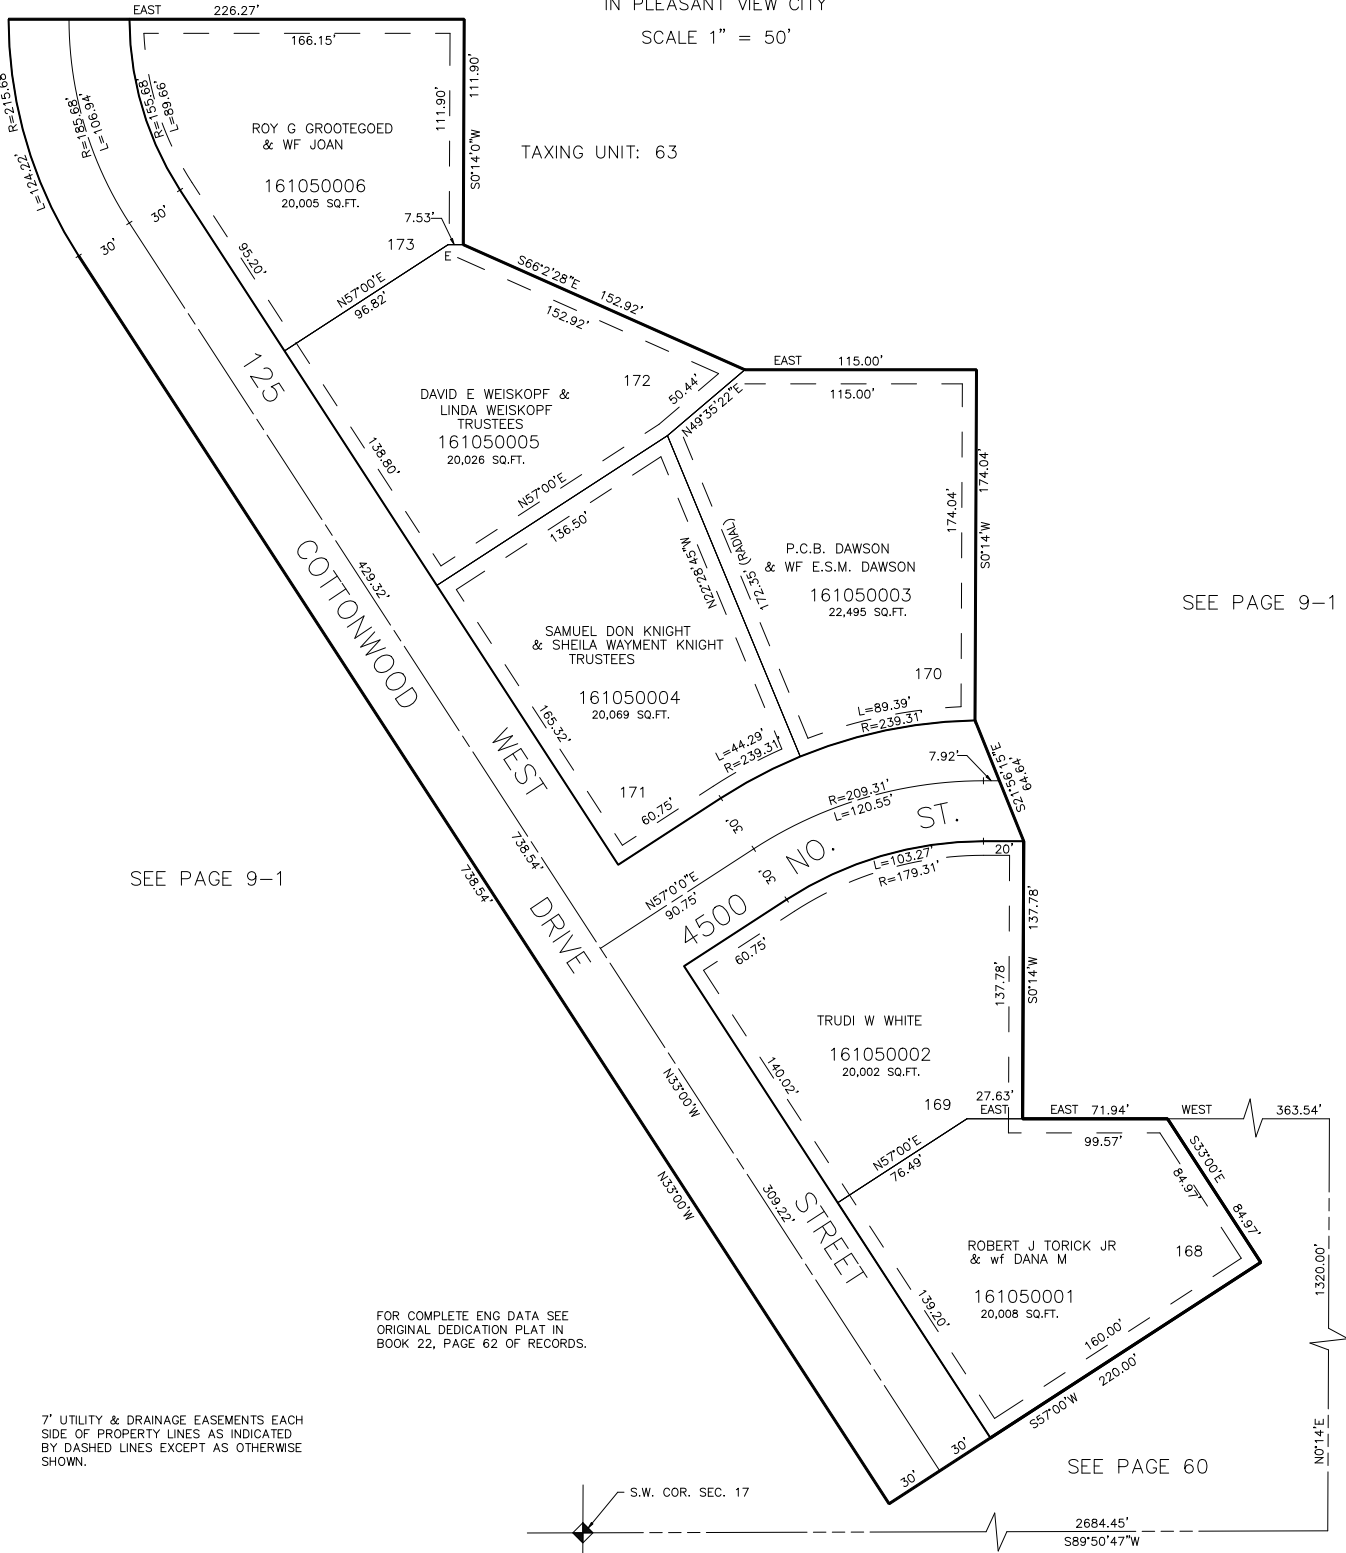 IN PLEASANT VIEW CITY
SCALE 1" = 50'
EAST 226.27'
166.15'
R=215.68'
L=124.22'
R=185.68'
L=106.94'
R=155.68'
L=89.66'
111.90'
111.90'
S0°14'0"W
ROY G GROOTEGOED
& WF JOAN
161050006
20,005 SQ.FT.
TAXING UNIT: 63
30'
30'
95.20'
173
7.53'
E
N57°00'E
96.82'
S66°2'28"E 152.92'
152.92'
125
WEST
STREET
COTTONWOOD
DRIVE
172
DAVID E WEISKOPF &
LINDA WEISKOPF
TRUSTEES
161050005
20,026 SQ.FT.
138.80'
50.44'
N49°35'22"E
N57°00'E
136.50'
EAST 115.00'
115.00'
174.04'
174.04'
S0°14'W
P.C.B. DAWSON
& WF E.S.M. DAWSON
161050003
22,495 SQ.FT.
170
N22°28'45"W
172.35' (RADIAL)
SEE PAGE 9-1
429.32'
SAMUEL DON KNIGHT
& SHEILA WAYMENT KNIGHT
TRUSTEES
161050004
20,069 SQ.FT.
165.32'
171
60.75'
L=44.29'
R=239.31'
L=89.39'
R=239.31'
7.92'
S21°56'15"E
64.64'
R=209.31'
L=120.55'
30'
30'
4500 NO. ST.
L=103.27'
R=179.31'
20'
N57°0'0"E
90.75'
60.75'
738.54'
738.54'
SEE PAGE 9-1
137.78'
137.78'
S0°14'W
TRUDI W WHITE
161050002
20,002 SQ.FT.
140.02'
169
27.63'
EAST
EAST 71.94'
WEST 363.54'
99.57'
N57°00'E
76.49'
N33°00'W
N33°00'W
309.22'
S33°00'E
84.97'
84.97'
ROBERT J TORICK JR
& wf DANA M
168
161050001
20,008 SQ.FT.
139.20'
160.00'
220.00'
S57°00'W
30'
30'
1320.00'
N0°14'E
FOR COMPLETE ENG DATA SEE
ORIGINAL DEDICATION PLAT IN
BOOK 22, PAGE 62 OF RECORDS.
7' UTILITY & DRAINAGE EASEMENTS EACH
SIDE OF PROPERTY LINES AS INDICATED
BY DASHED LINES EXCEPT AS OTHERWISE
SHOWN.
SEE PAGE 60
S.W. COR. SEC. 17
2684.45'
S89°50'47"W